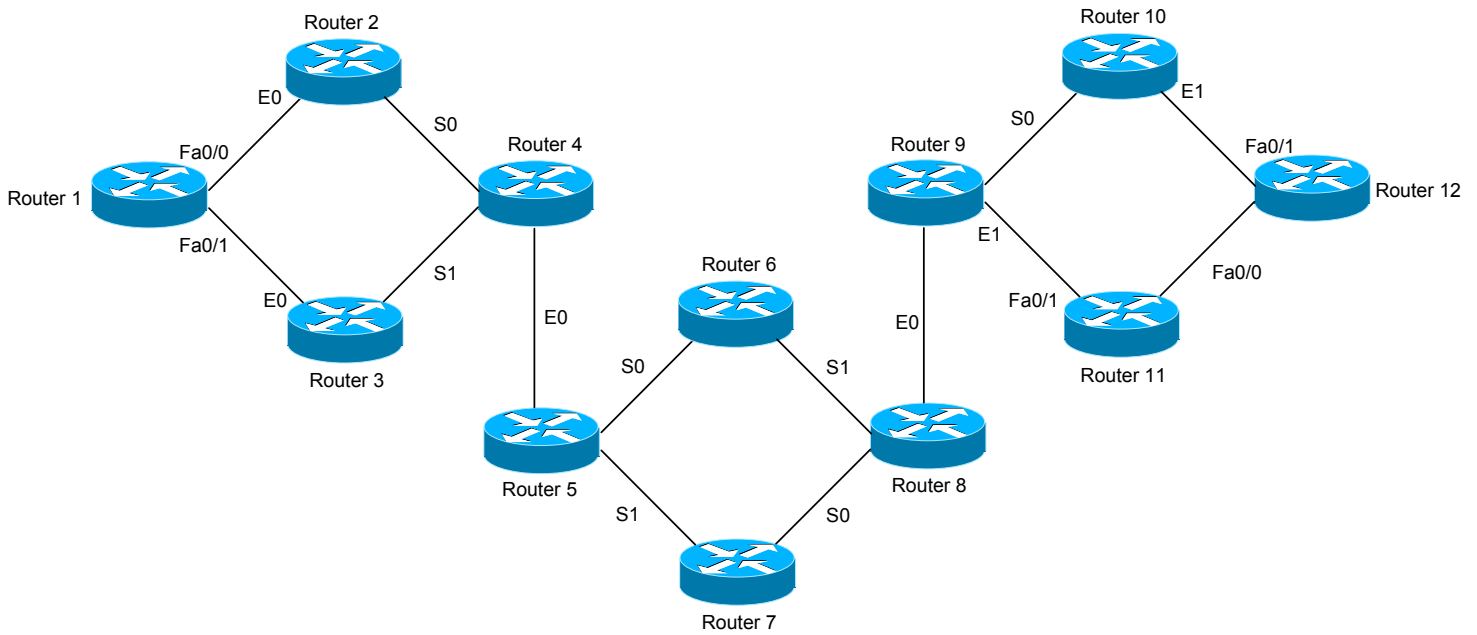 Router 2
Router 10
E0
S0
S0
E1
Fa0/0
Router 4
Router 9
Fa0/1
Router 1
Router 12
Fa0/1
E1
E0
S1
Router 6
Fa0/1
Fa0/0
E0
E0
Router 3
S0
S1
Router 11
Router 5
Router 8
S1
S0
Router 7